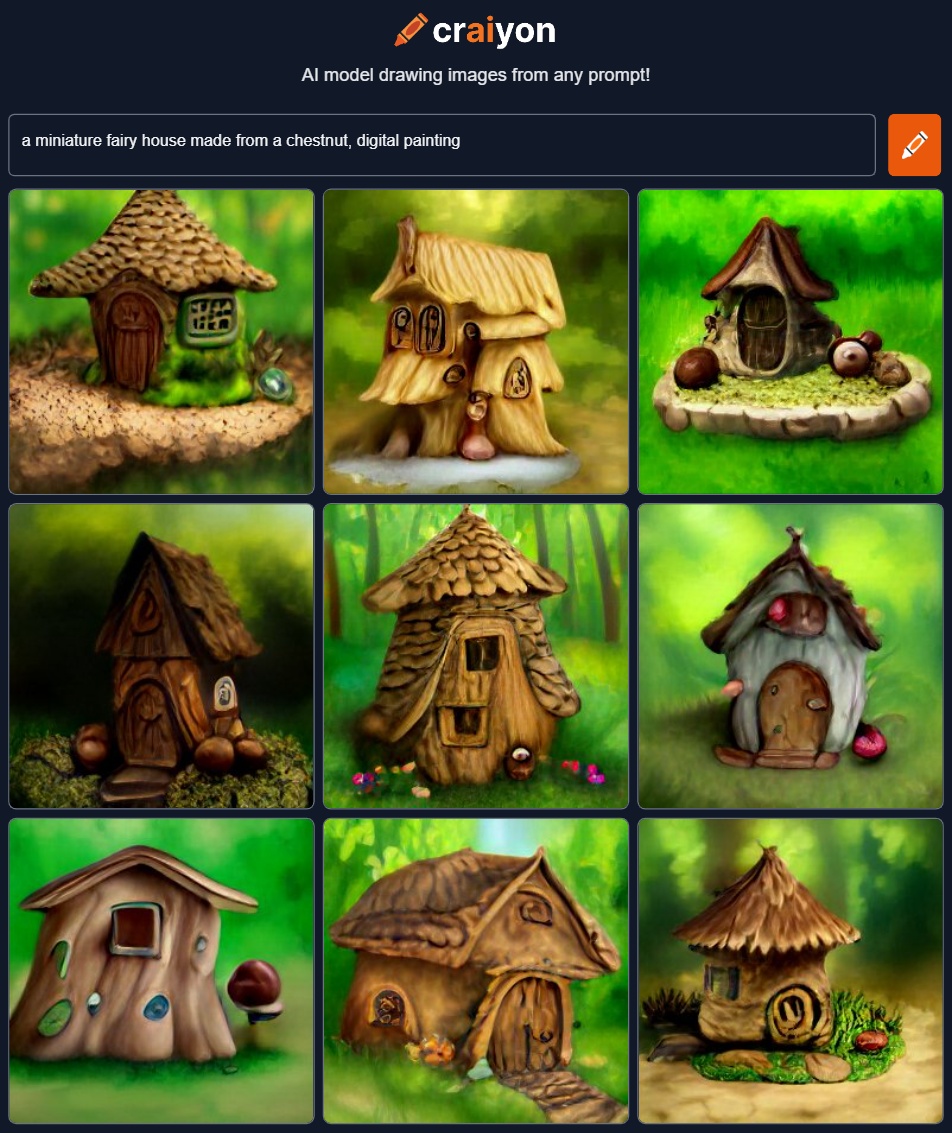 craiyon
AI model drawing images from any prompt!
a miniature fairy house made from a chestnut, digital painting